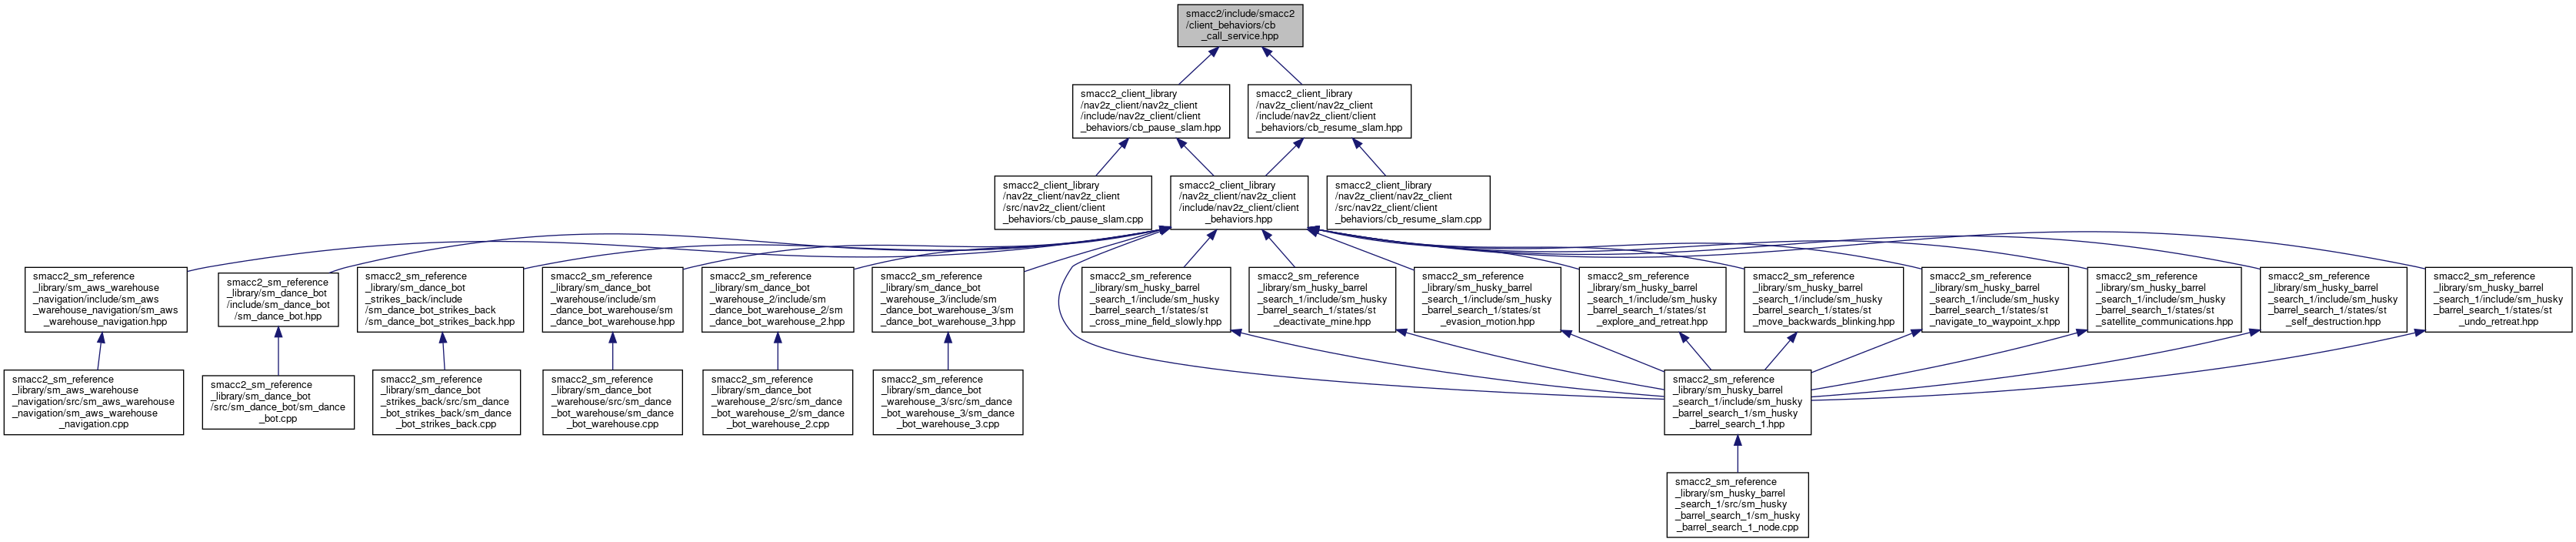 smacc2/include/smacc2
/client_behaviors/cb
_call_service.hpp
smacc2_client_library
/nav2z_client/nav2z_client
/include/nav2z_client/client
_behaviors/cb_pause_slam.hpp
smacc2_client_library
/nav2z_client/nav2z_client
/include/nav2z_client/client
_behaviors/cb_resume_slam.hpp
smacc2_client_library
/nav2z_client/nav2z_client
/src/nav2z_client/client
_behaviors/cb_pause_slam.cpp
smacc2_client_library
/nav2z_client/nav2z_client
/include/nav2z_client/client
_behaviors.hpp
smacc2_client_library
/nav2z_client/nav2z_client
/src/nav2z_client/client
_behaviors/cb_resume_slam.cpp
smacc2_sm_reference
_library/sm_aws_warehouse
_navigation/include/sm_aws
_warehouse_navigation/sm_aws
_warehouse_navigation.hpp
smacc2_sm_reference
_library/sm_dance_bot
/include/sm_dance_bot
/sm_dance_bot.hpp
smacc2_sm_reference
_library/sm_dance_bot
_strikes_back/include
/sm_dance_bot_strikes_back
/sm_dance_bot_strikes_back.hpp
smacc2_sm_reference
_library/sm_dance_bot
_warehouse/include/sm
_dance_bot_warehouse/sm
_dance_bot_warehouse.hpp
smacc2_sm_reference
_library/sm_dance_bot
_warehouse_2/include/sm
_dance_bot_warehouse_2/sm
_dance_bot_warehouse_2.hpp
smacc2_sm_reference
_library/sm_dance_bot
_warehouse_3/include/sm
_dance_bot_warehouse_3/sm
_dance_bot_warehouse_3.hpp
smacc2_sm_reference
_library/sm_husky_barrel
_search_1/include/sm_husky
_barrel_search_1/states/st
_cross_mine_field_slowly.hpp
smacc2_sm_reference
_library/sm_husky_barrel
_search_1/include/sm_husky
_barrel_search_1/states/st
_deactivate_mine.hpp
smacc2_sm_reference
_library/sm_husky_barrel
_search_1/include/sm_husky
_barrel_search_1/states/st
_evasion_motion.hpp
smacc2_sm_reference
_library/sm_husky_barrel
_search_1/include/sm_husky
_barrel_search_1/states/st
_explore_and_retreat.hpp
smacc2_sm_reference
_library/sm_husky_barrel
_search_1/include/sm_husky
_barrel_search_1/states/st
_move_backwards_blinking.hpp
smacc2_sm_reference
_library/sm_husky_barrel
_search_1/include/sm_husky
_barrel_search_1/states/st
_navigate_to_waypoint_x.hpp
smacc2_sm_reference
_library/sm_husky_barrel
_search_1/include/sm_husky
_barrel_search_1/states/st
_satellite_communications.hpp
smacc2_sm_reference
_library/sm_husky_barrel
_search_1/include/sm_husky
_barrel_search_1/states/st
_self_destruction.hpp
smacc2_sm_reference
_library/sm_husky_barrel
_search_1/include/sm_husky
_barrel_search_1/states/st
_undo_retreat.hpp
smacc2_sm_reference
_library/sm_aws_warehouse
_navigation/src/sm_aws_warehouse
_navigation/sm_aws_warehouse
_navigation.cpp
smacc2_sm_reference
_library/sm_dance_bot
/src/sm_dance_bot/sm_dance
_bot.cpp
smacc2_sm_reference
_library/sm_dance_bot
_strikes_back/src/sm_dance
_bot_strikes_back/sm_dance
_bot_strikes_back.cpp
smacc2_sm_reference
_library/sm_dance_bot
_warehouse/src/sm_dance
_bot_warehouse/sm_dance
_bot_warehouse.cpp
smacc2_sm_reference
_library/sm_dance_bot
_warehouse_2/src/sm_dance
_bot_warehouse_2/sm_dance
_bot_warehouse_2.cpp
smacc2_sm_reference
_library/sm_dance_bot
_warehouse_3/src/sm_dance
_bot_warehouse_3/sm_dance
_bot_warehouse_3.cpp
smacc2_sm_reference
_library/sm_husky_barrel
_search_1/include/sm_husky
_barrel_search_1/sm_husky
_barrel_search_1.hpp
smacc2_sm_reference
_library/sm_husky_barrel
_search_1/src/sm_husky
_barrel_search_1/sm_husky
_barrel_search_1_node.cpp